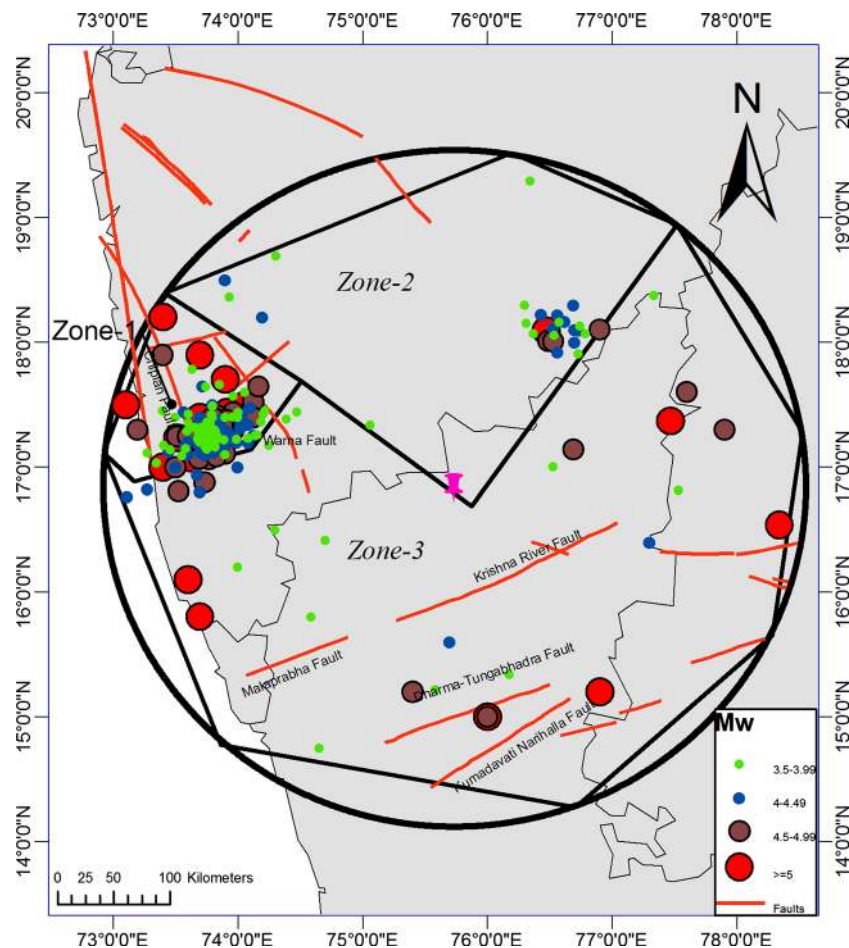 73°0'0"E 74°0'0"E 75°0'0"E 76°0'0"E 77°0'0"E 78°0'0"E
20°0'0"N
20°0'0"N
N
19°0'0"N
19°0'0"N
Zone-2
18°0'0"N
18°0'0"N
Zone-1
Chiplan Fault
Warna Fault
17°0'0"N
17°0'0"N
Zone-3
Krishna River Fault
16°0'0"N
16°0'0"N
Malaprabha Fault
Dharma-Tungabhadra Fault
15°0'0"N
15°0'0"N
Kumadavati Narihalla Fault
Mw
3.5-3.99
4-4.49
4.5-4.99
>=5
Faults
14°0'0"N
14°0'0"N
0 25 50 100 Kilometers
73°0'0"E 74°0'0"E 75°0'0"E 76°0'0"E 77°0'0"E 78°0'0"E